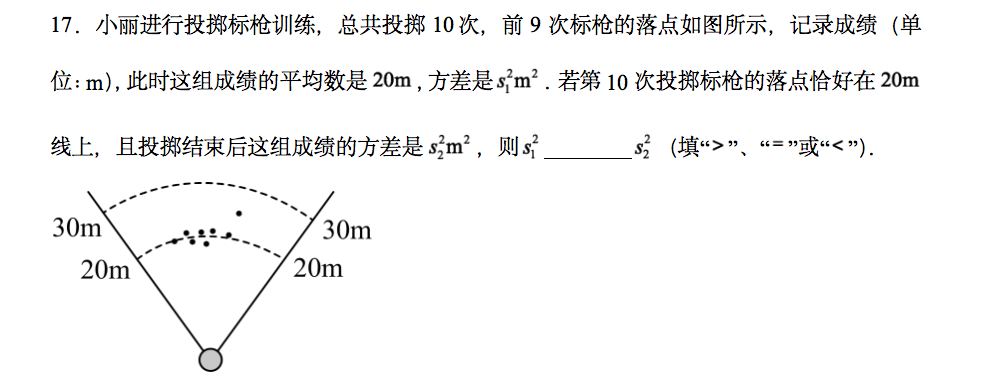 17．小丽进行投掷标枪训练，总共投掷 10 次，前 9 次标枪的落点如图所示，记录成绩（单
位：m），此时这组成绩的平均数是 20m，方差是 s₁²m²．若第 10 次投掷标枪的落点恰好在 20m
线上，且投掷结束后这组成绩的方差是 s₂²m²，则 s₁² ________ s₂²（填“>”、“=”或“<”）．
30m 30m
20m 20m